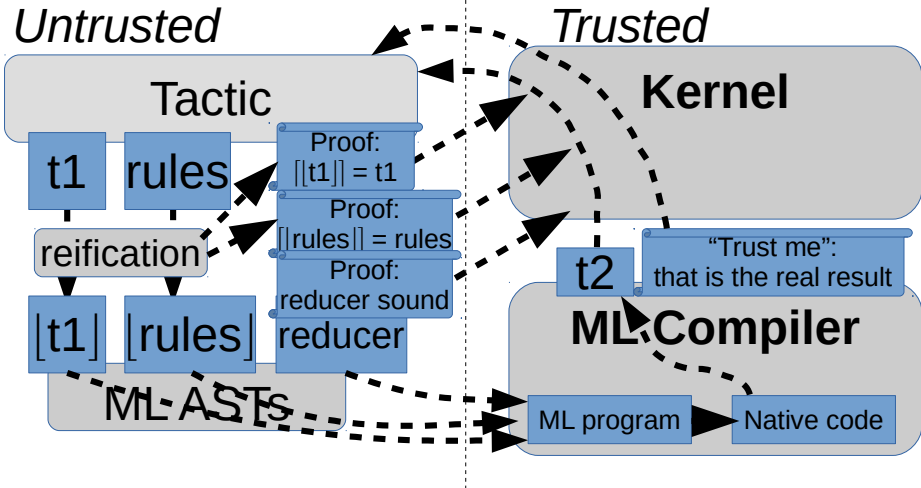 Untrusted
Trusted
Tactic
Kernel
t1
rules
Proof:
⌈⌊t1⌋⌉ = t1
Proof:
⌈⌊rules⌋⌉ = rules
Proof:
reducer sound
reification
⌊t1⌋
⌊rules⌋
reducer
ML ASTs
t2
“Trust me”:
that is the real result
ML Compiler
ML program
Native code